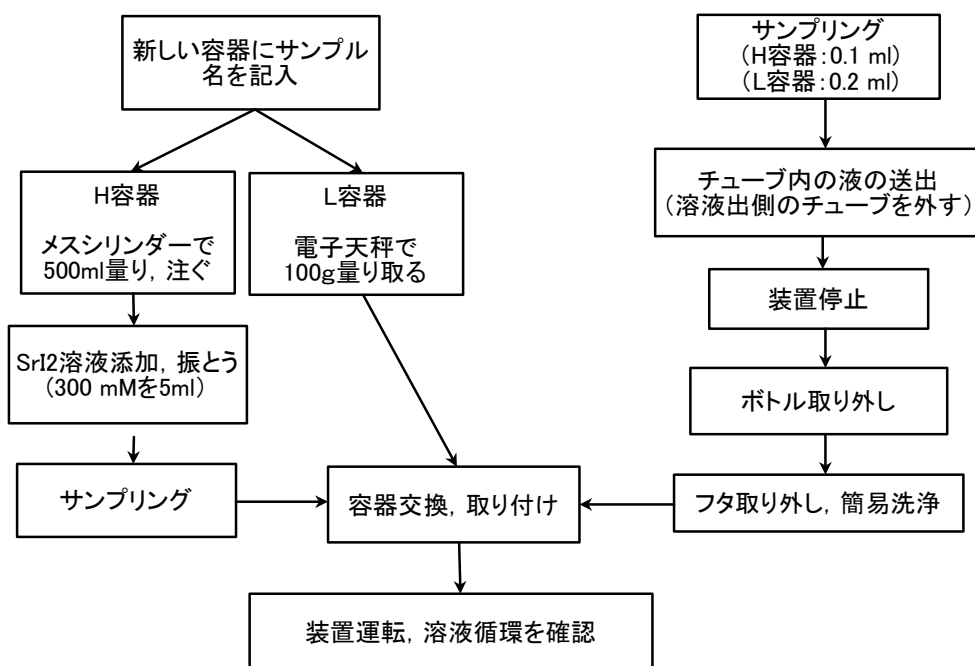 新しい容器にサンプル
名を記入
H容器
メスシリンダーで
500ml量り, 注ぐ
L容器
電子天秤で
100g量り取る
SrI2溶液添加, 振とう
(300 mMを5ml)
サンプリング
サンプリング
(H容器:0.1 ml)
(L容器:0.2 ml)
チューブ内の液の送出
(溶液出側のチューブを外す)
装置停止
ボトル取り外し
フタ取り外し, 簡易洗浄
容器交換, 取り付け
装置運転, 溶液循環を確認